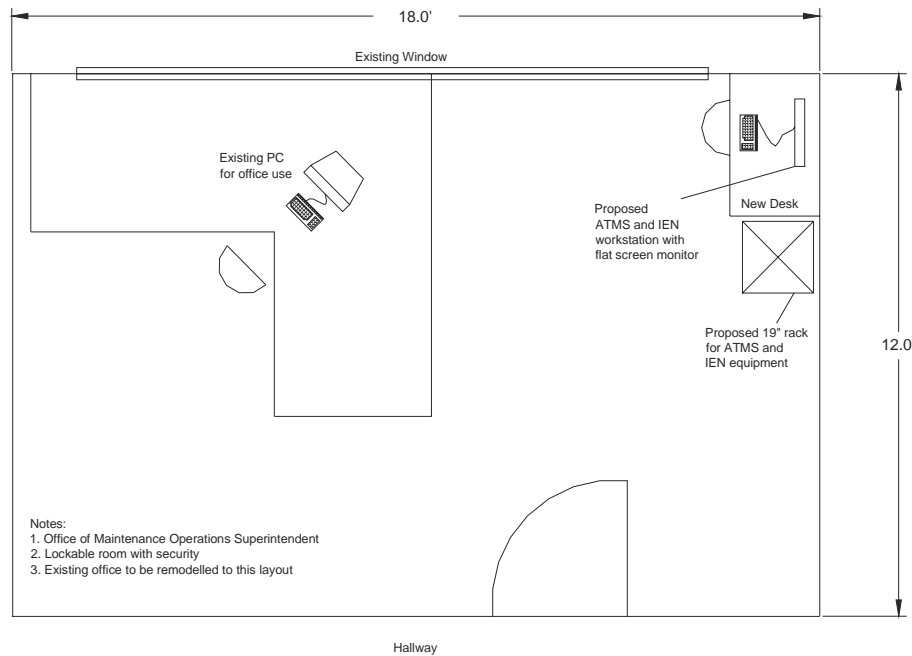 18.0'
Existing Window
Existing PC
for office use
New Desk
Proposed
ATMS and IEN
workstation with
flat screen monitor
Proposed 19" rack
for ATMS and
IEN equipment
12.0
Notes:
1. Office of Maintenance Operations Superintendent
2. Lockable room with security
3. Existing office to be remodelled to this layout
Hallway